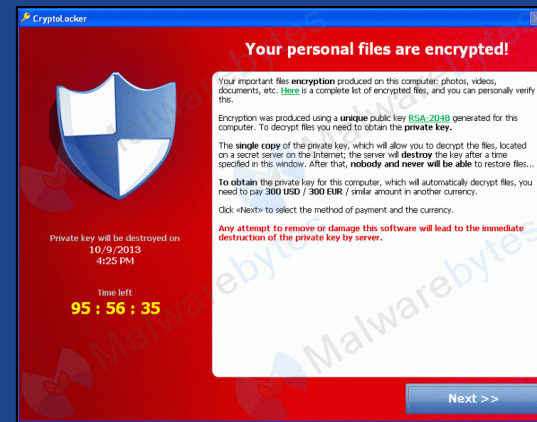 CryptoLocker
Your personal files are encrypted!
Your important files encryption produced on this computer: photos, videos,
documents, etc. Here is a complete list of encrypted files, and you can personally verify
this.
Encryption was produced using a unique public key RSA-2048 generated for this
computer. To decrypt files you need to obtain the private key.
The single copy of the private key, which will allow you to decrypt the files, located
on a secret server on the Internet; the server will destroy the key after a time
specified in this window. After that, nobody and never will be able to restore files...
To obtain the private key for this computer, which will automatically decrypt files, you
need to pay 300 USD / 300 EUR / similar amount in another currency.
Click «Next» to select the method of payment and the currency.
Any attempt to remove or damage this software will lead to the immediate
destruction of the private key by server.
Private key will be destroyed on
10/9/2013
4:25 PM
Time left
95 : 56 : 35
Next >>
Malwarebytes
Malwarebytes
Malwarebytes
Malwarebytes